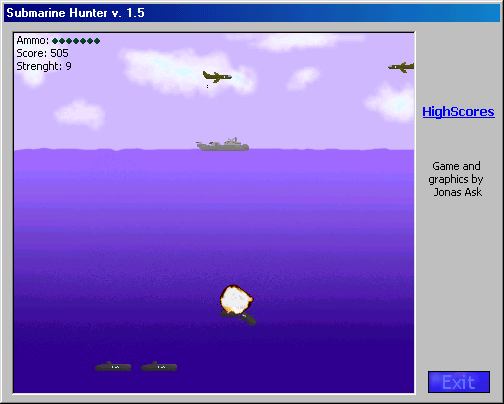 Submarine Hunter v. 1.5
Ammo:
Score: 505
Strenght: 9
HighScores
Game and
graphics by
Jonas Ask
Exit